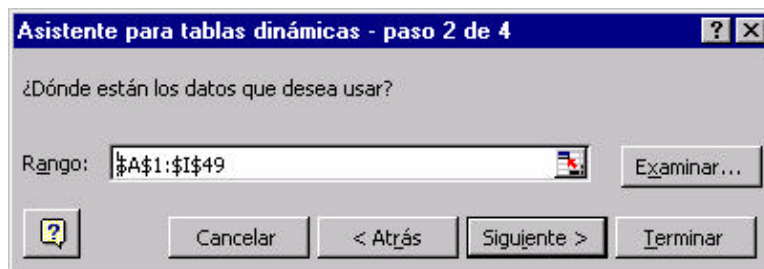 Asistente para tablas dinámicas - paso 2 de 4
¿Dónde están los datos que desea usar?
Rango: $A$1:$I$49 Examinar...
Cancelar < Atrás Siguiente > Terminar